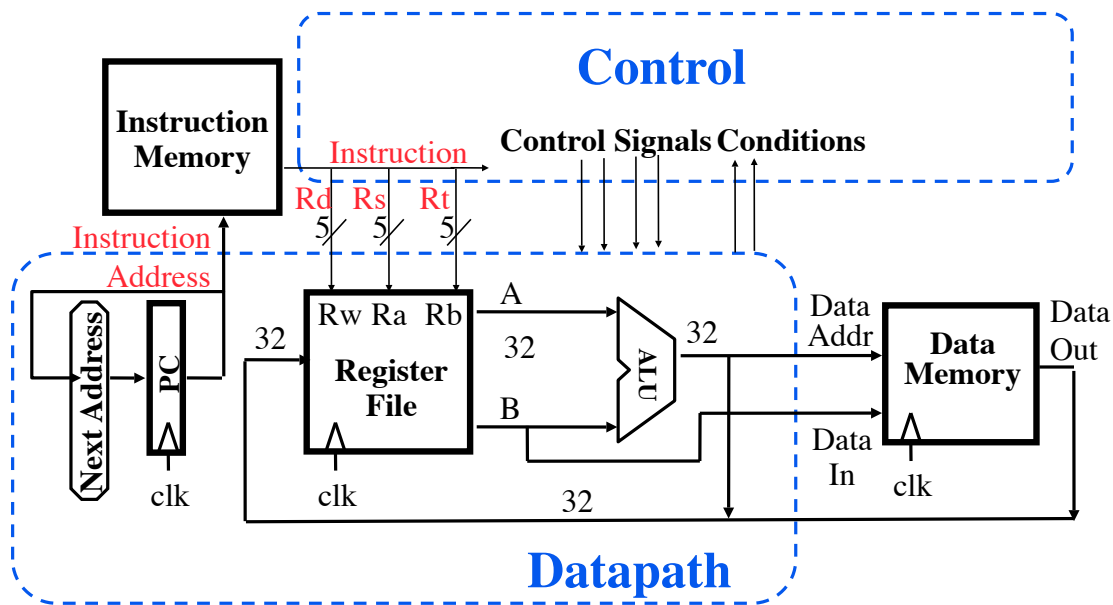 Control
Instruction
Memory
Control Signals Conditions
Instruction
Rd Rs Rt
5 5 5
Instruction
Address
Rw Ra Rb
Register
File
clk
32
A
32
B
ALU
32
Data
Addr
Data
Memory
Data
Out
Data
In
clk
Next Address
PC
clk
32
Datapath